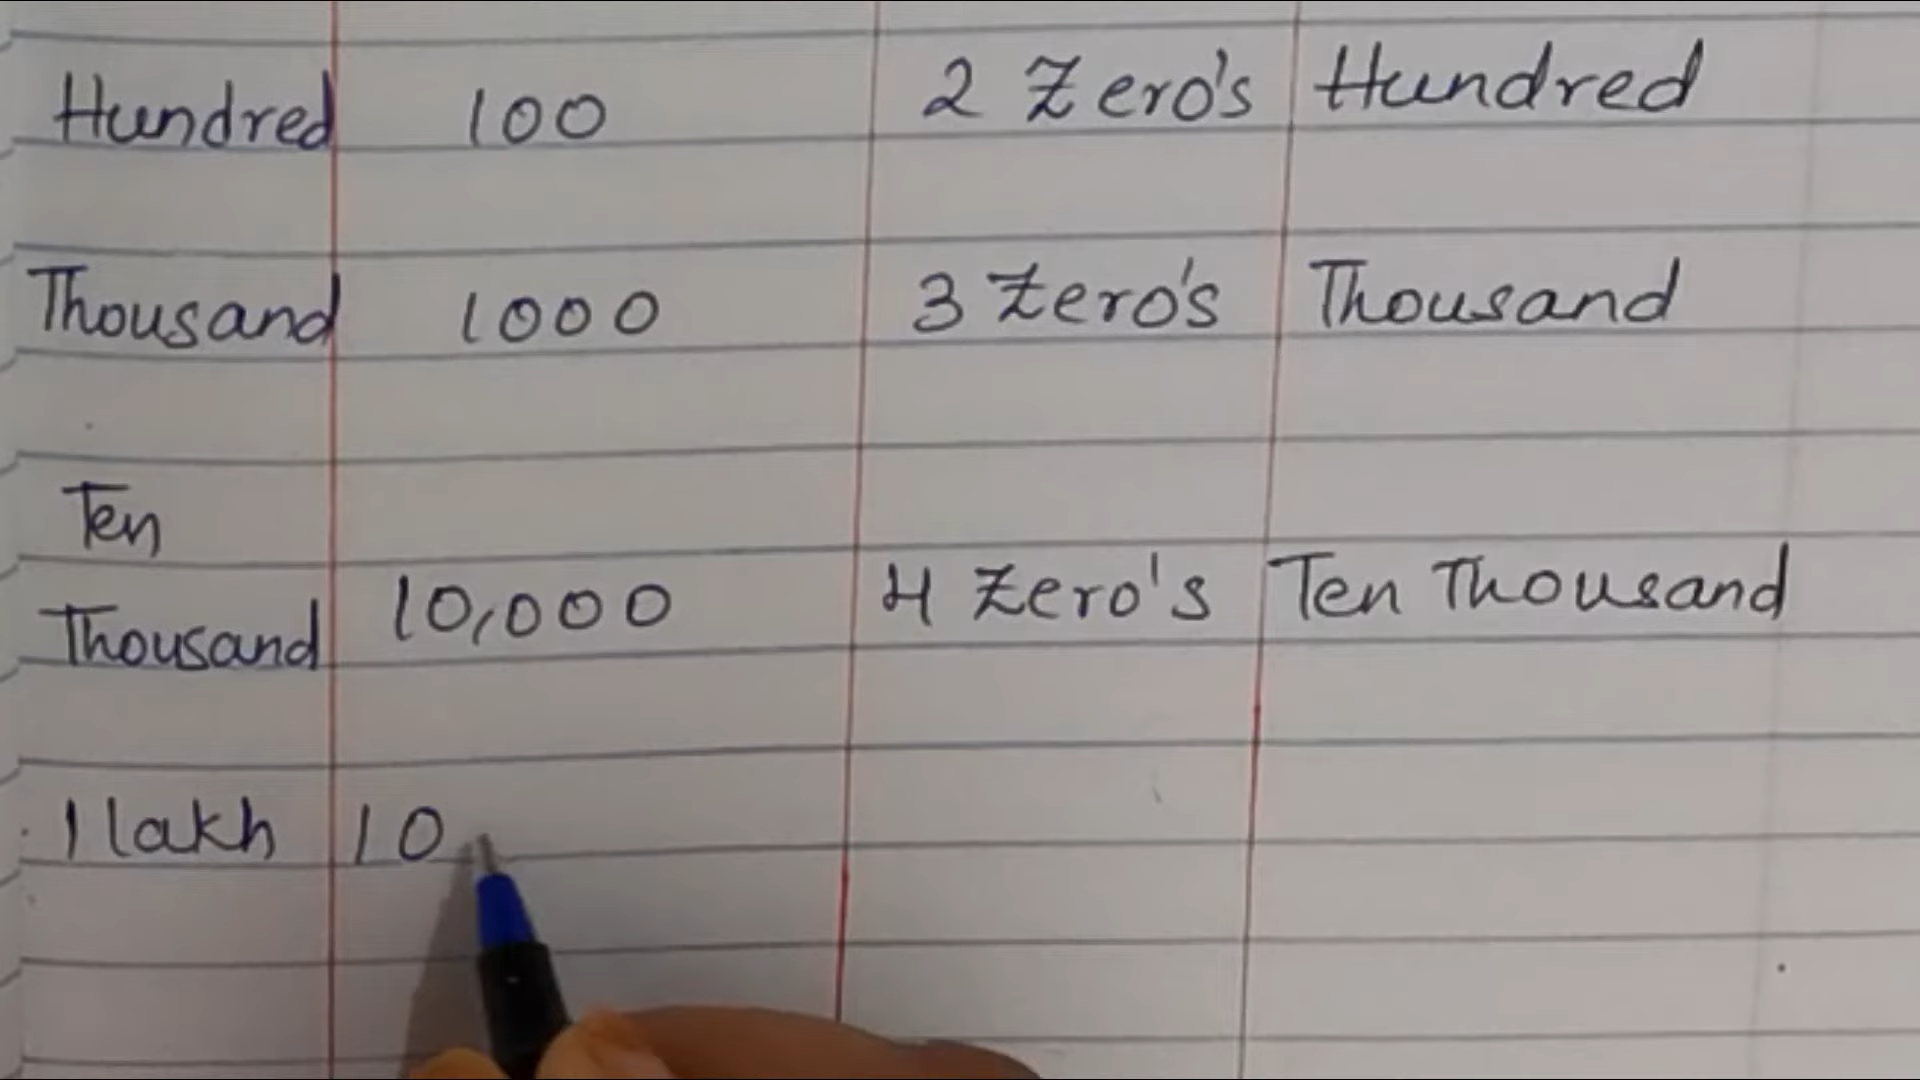 Hundred 100 2 Zero's Hundred
Thousand 1000 3 Zero's Thousand
Ten
Thousand 10,000 4 Zero's Ten Thousand
1 lakh 10